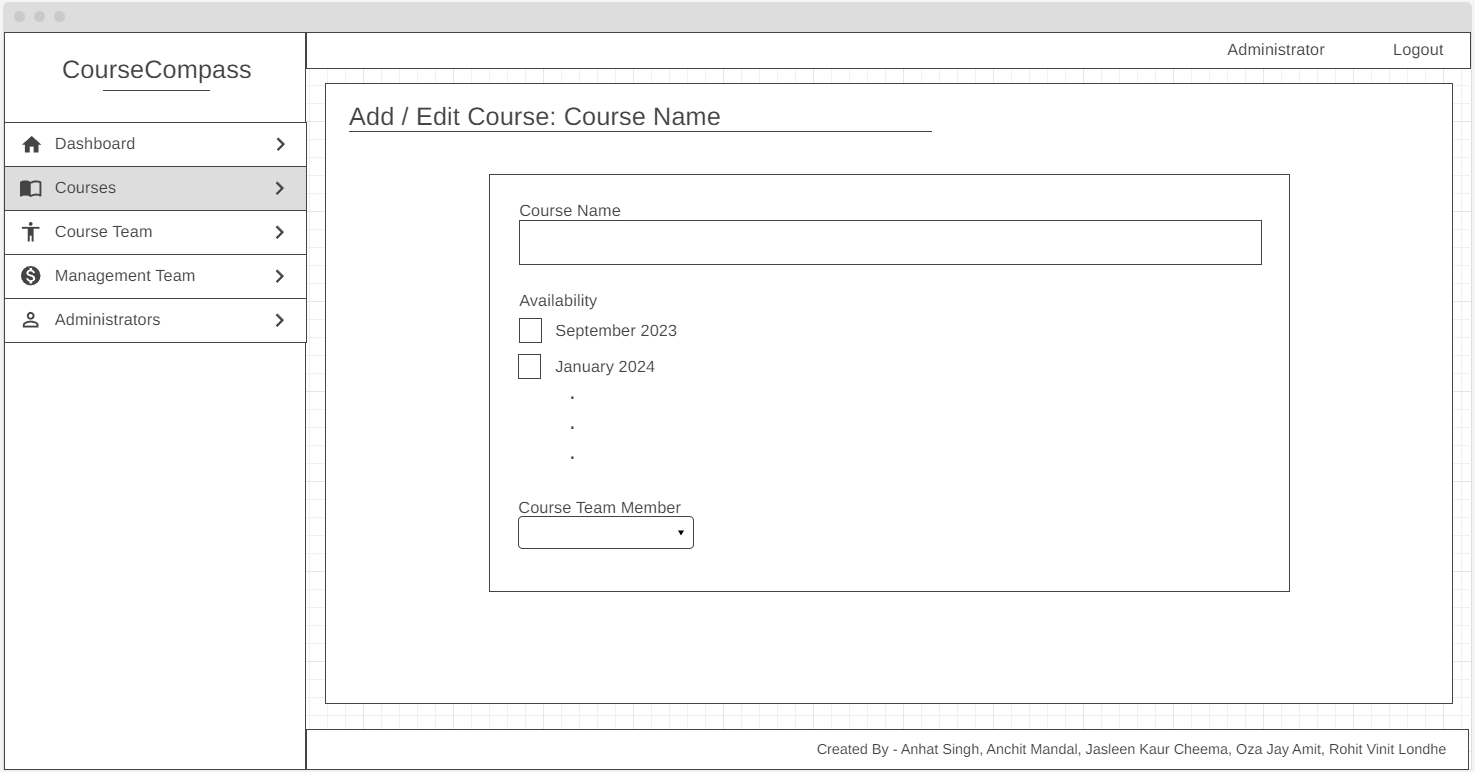 Administrator
Logout
CourseCompass
Dashboard
Courses
Course Team
Management Team
Administrators
Add / Edit Course: Course Name
Course Name
Availability
September 2023
January 2024
.
.
.
Course Team Member
Created By - Anhat Singh, Anchit Mandal, Jasleen Kaur Cheema, Oza Jay Amit, Rohit Vinit Londhe